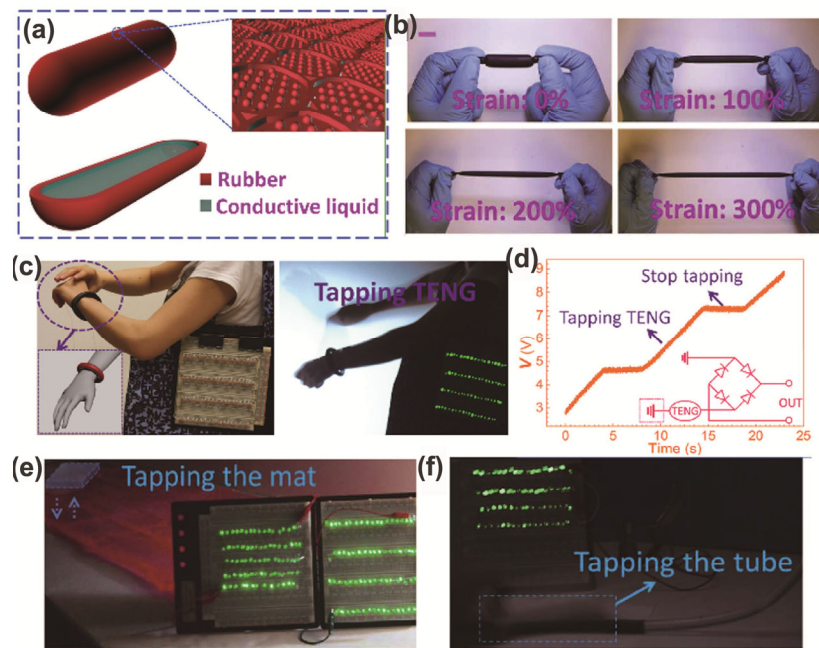 (a)
Rubber
Conductive liquid
(b)
Strain: 0%
Strain: 100%
Strain: 200%
Strain: 300%
(c)
Tapping TENG
(d)
9
8
7
6
5
4
3
V (V)
Stop tapping
Tapping TENG
TENG
OUT
0
5
10
15
20
25
Time (s)
(e)
Tapping the mat
(f)
Tapping the tube